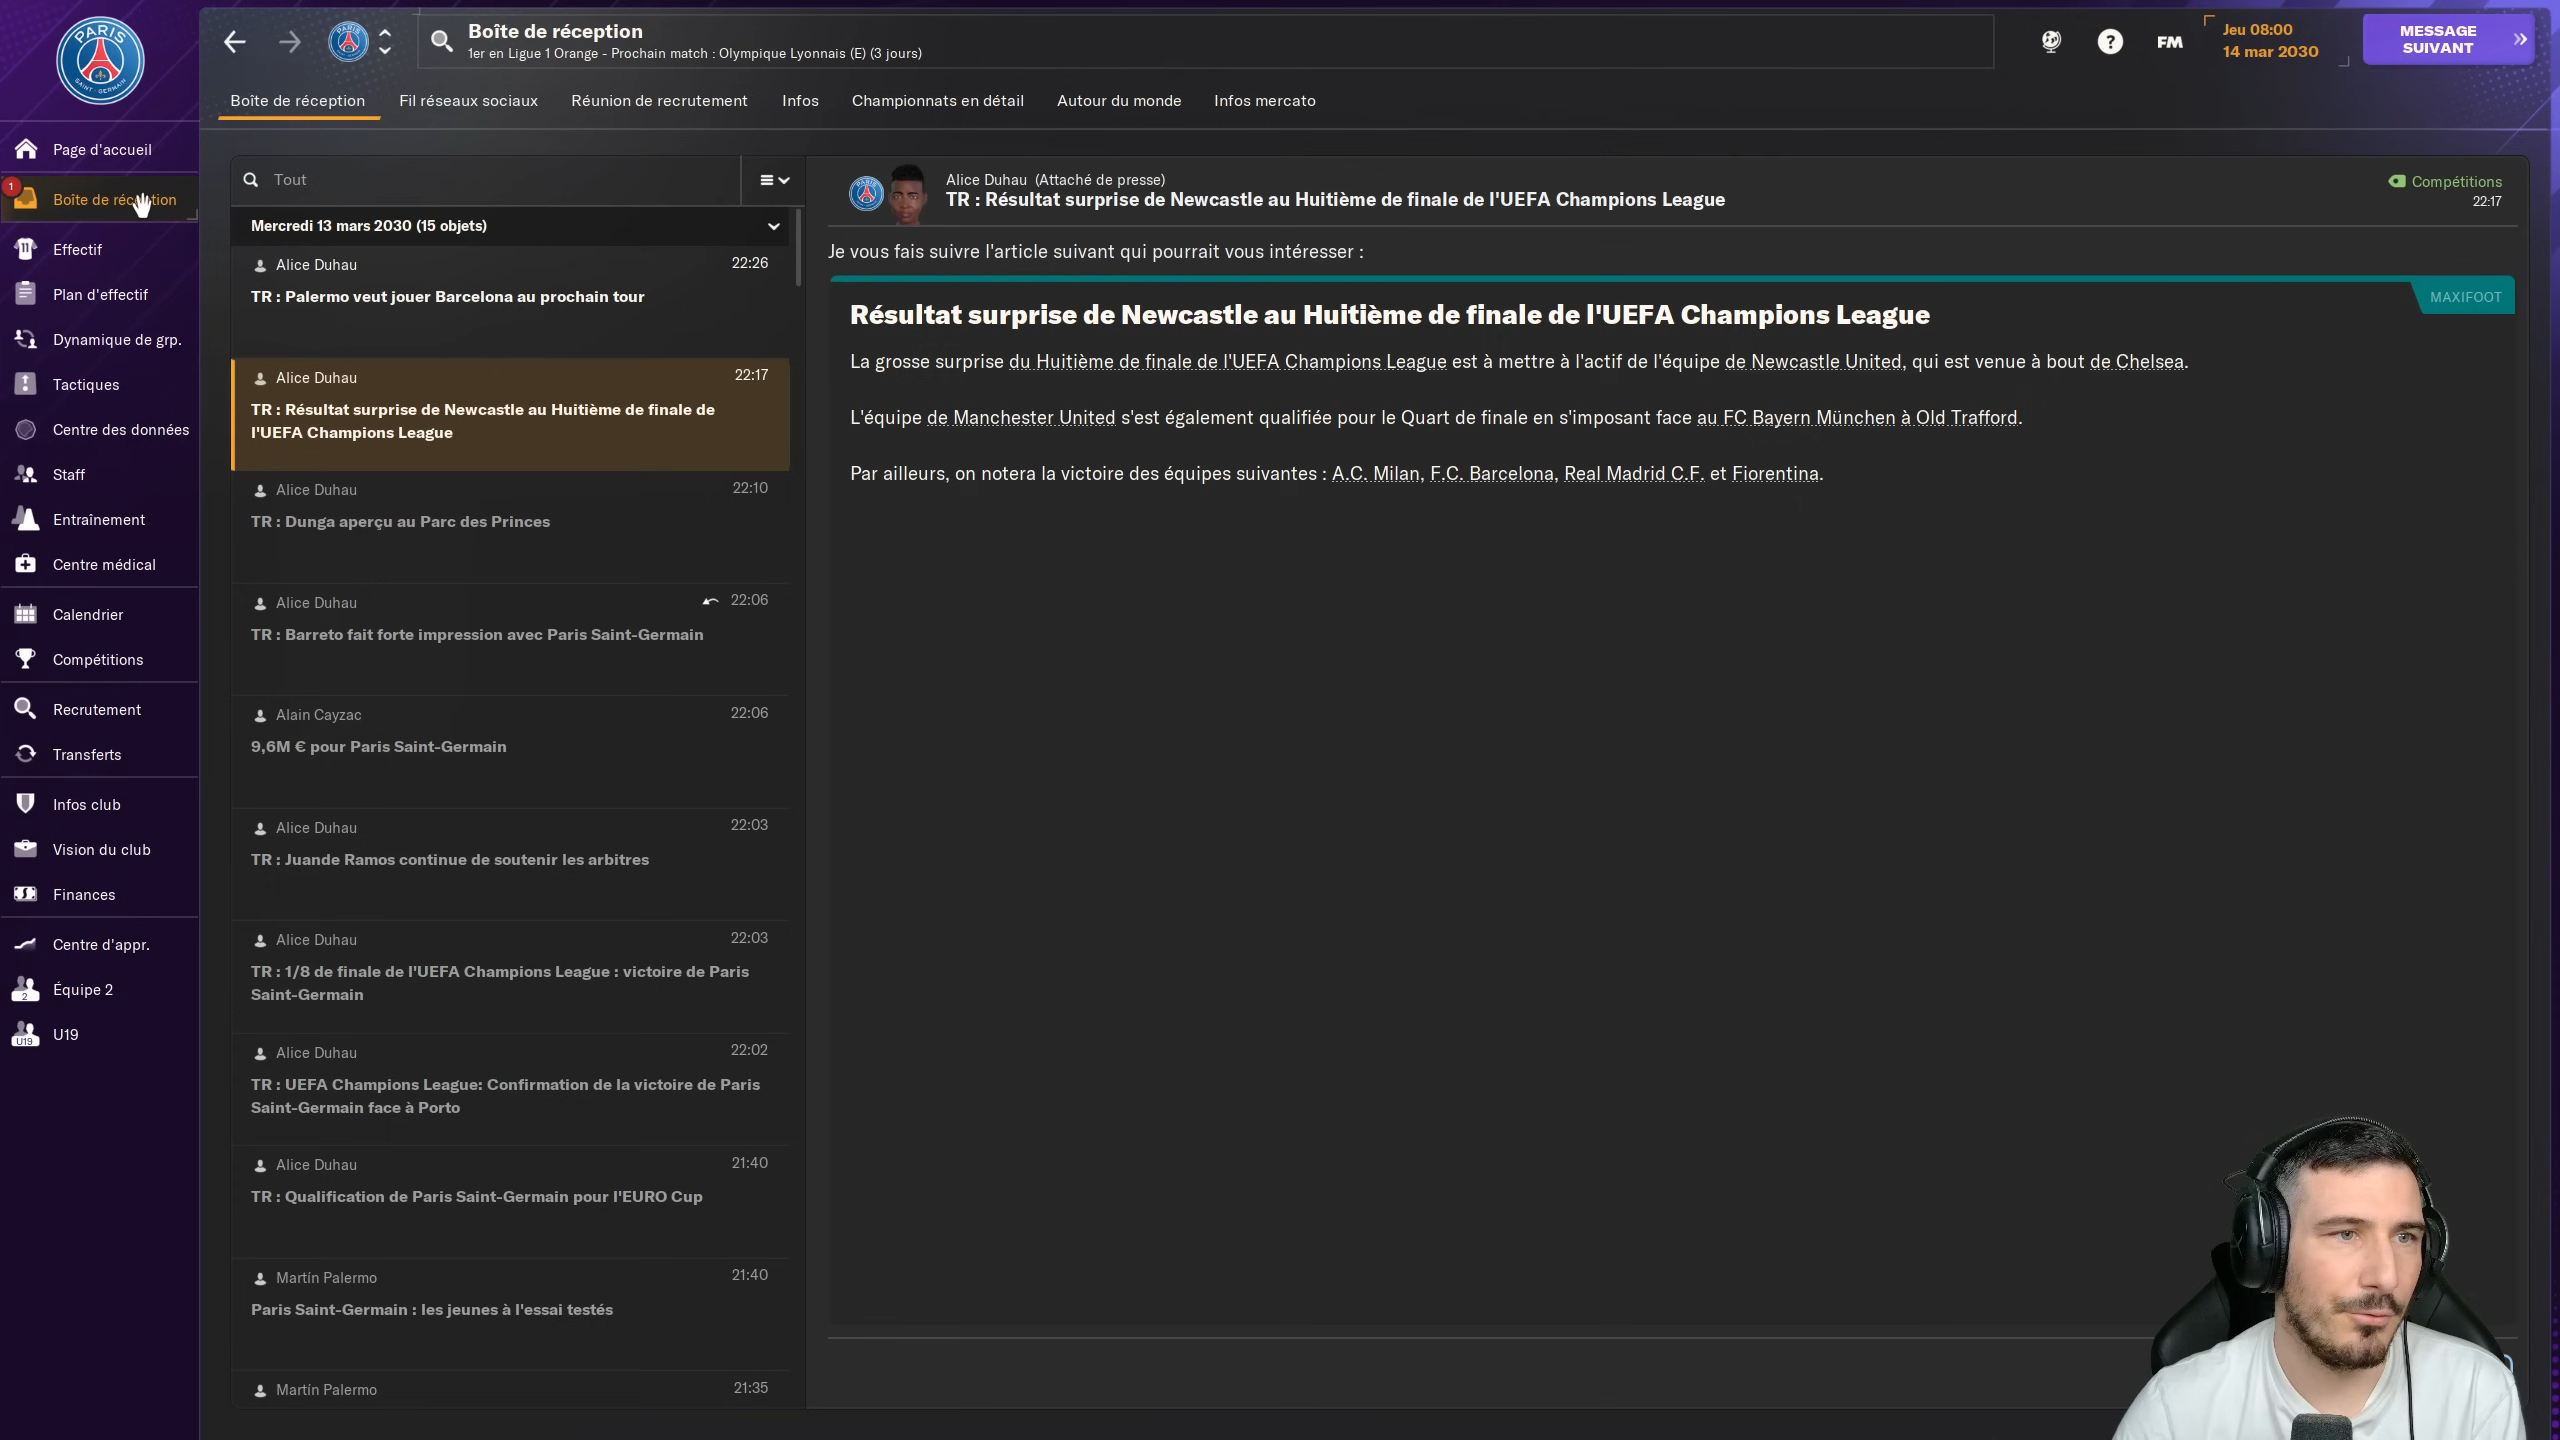 PARIS
SAINT-GERMAIN
Boîte de réception
1er en Ligue 1 Orange - Prochain match : Olympique Lyonnais (E) (3 jours)
?
FM
Jeu 08:00
14 mar 2030
MESSAGE
SUIVANT
Boîte de réception
Fil réseaux sociaux
Réunion de recrutement
Infos
Championnats en détail
Autour du monde
Infos mercato
Page d'accueil
1
Effectif
Plan d'effectif
Dynamique de grp.
Tactiques
Centre des données
Staff
Entraînement
Centre médical
Calendrier
Compétitions
Recrutement
Transferts
Infos club
Vision du club
Finances
Centre d'appr.
2
Équipe 2
U19
U19
Tout
Mercredi 13 mars 2030 (15 objets)
Alice Duhau 22:26
TR : Palermo veut jouer Barcelona au prochain tour
Alice Duhau 22:17
TR : Résultat surprise de Newcastle au Huitième de finale de
l'UEFA Champions League
Alice Duhau 22:10
TR : Dunga aperçu au Parc des Princes
Alice Duhau 22:06
TR : Barreto fait forte impression avec Paris Saint-Germain
Alain Cayzac 22:06
9,6M € pour Paris Saint-Germain
Alice Duhau 22:03
TR : Juande Ramos continue de soutenir les arbitres
Alice Duhau 22:03
TR : 1/8 de finale de l'UEFA Champions League : victoire de Paris
Saint-Germain
Alice Duhau 22:02
TR : UEFA Champions League: Confirmation de la victoire de Paris
Saint-Germain face à Porto
Alice Duhau 21:40
TR : Qualification de Paris Saint-Germain pour l'EURO Cup
Martín Palermo 21:40
Paris Saint-Germain : les jeunes à l'essai testés
Martín Palermo 21:35
Alice Duhau (Attaché de presse)
TR : Résultat surprise de Newcastle au Huitième de finale de l'UEFA Champions League
Compétitions
22:17
Je vous fais suivre l'article suivant qui pourrait vous intéresser :
MAXIFOOT
Résultat surprise de Newcastle au Huitième de finale de l'UEFA Champions League
La grosse surprise du Huitième de finale de l'UEFA Champions League est à mettre à l'actif de l'équipe de Newcastle United, qui est venue à bout de Chelsea.
L'équipe de Manchester United s'est également qualifiée pour le Quart de finale en s'imposant face au FC Bayern München à Old Trafford.
Par ailleurs, on notera la victoire des équipes suivantes : A.C. Milan, F.C. Barcelona, Real Madrid C.F. et Fiorentina.